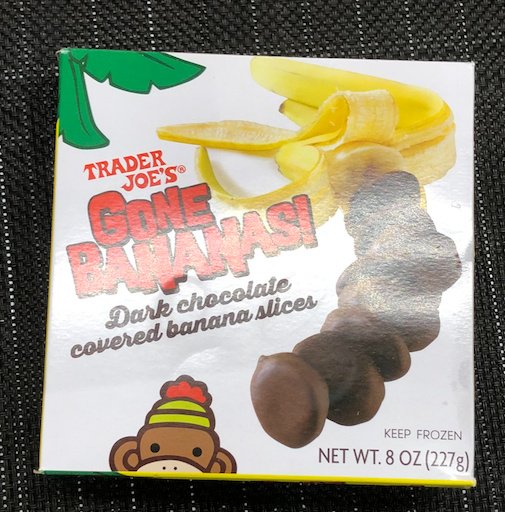 TRADER
JOE'S®
GONE
BANANAS!
Dark chocolate
covered banana slices
KEEP FROZEN
NET WT. 8 OZ (227g)